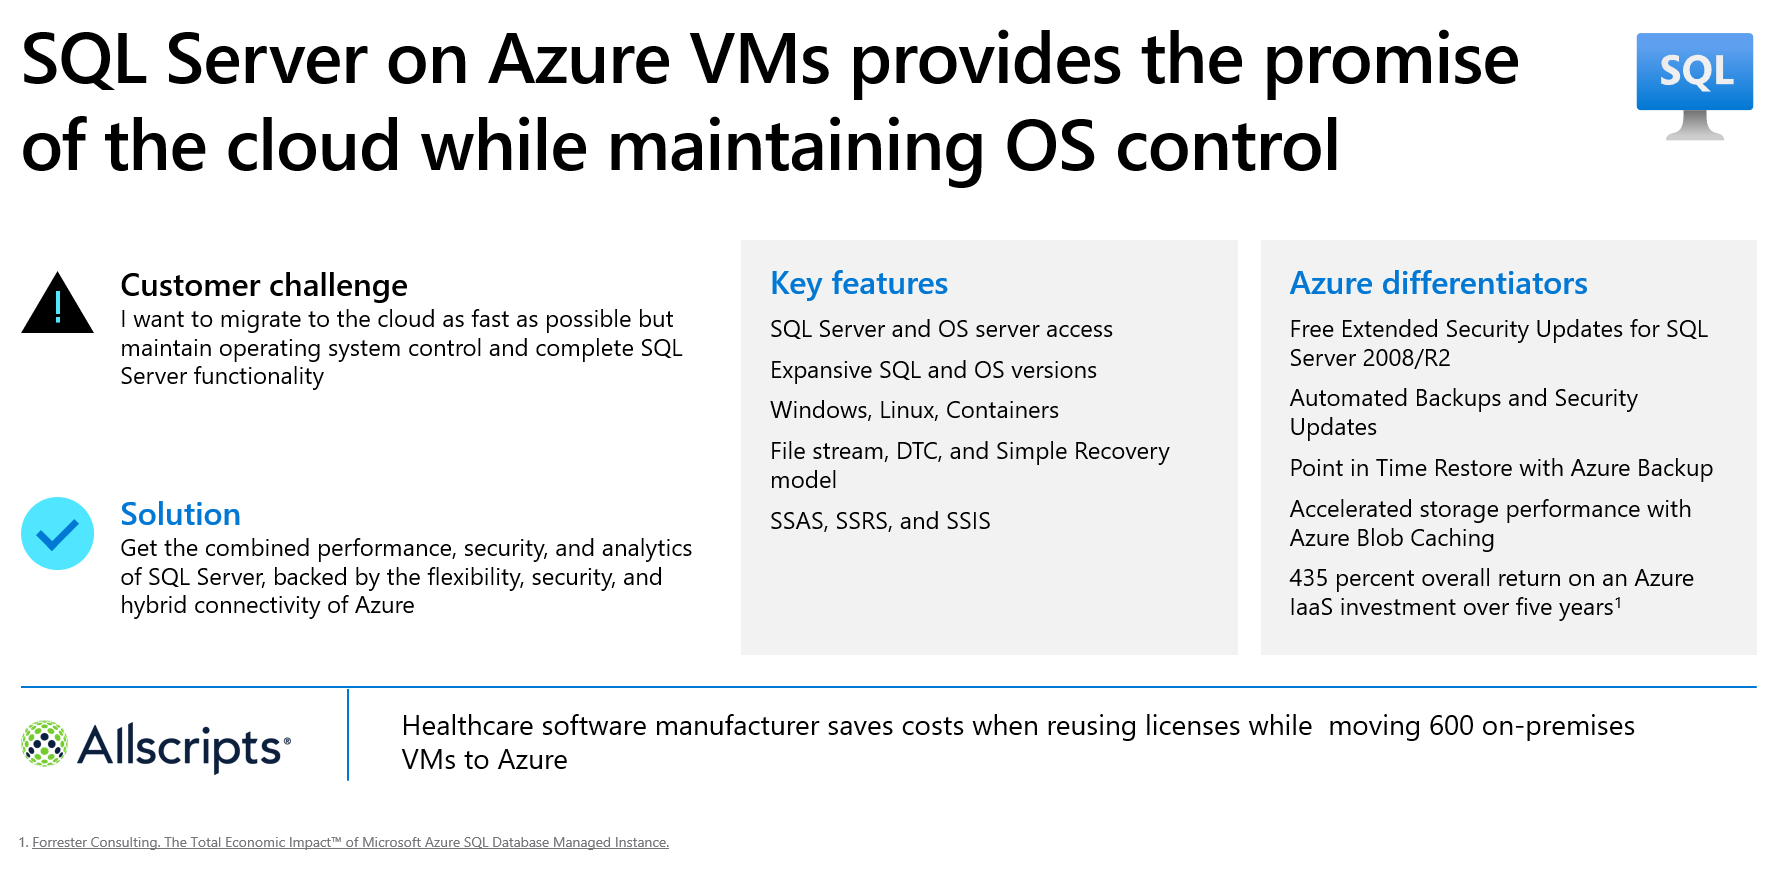 SQL Server on Azure VMs provides the promise
of the cloud while maintaining OS control
SQL
Customer challenge
I want to migrate to the cloud as fast as possible but
maintain operating system control and complete SQL
Server functionality
Solution
Get the combined performance, security, and analytics
of SQL Server, backed by the flexibility, security, and
hybrid connectivity of Azure
Key features
SQL Server and OS server access
Expansive SQL and OS versions
Windows, Linux, Containers
File stream, DTC, and Simple Recovery
model
SSAS, SSRS, and SSIS
Azure differentiators
Free Extended Security Updates for SQL
Server 2008/R2
Automated Backups and Security
Updates
Point in Time Restore with Azure Backup
Accelerated storage performance with
Azure Blob Caching
435 percent overall return on an Azure
IaaS investment over five years¹
Allscripts®
Healthcare software manufacturer saves costs when reusing licenses while  moving 600 on-premises
VMs to Azure
1. Forrester Consulting. The Total Economic Impact™ of Microsoft Azure SQL Database Managed Instance.